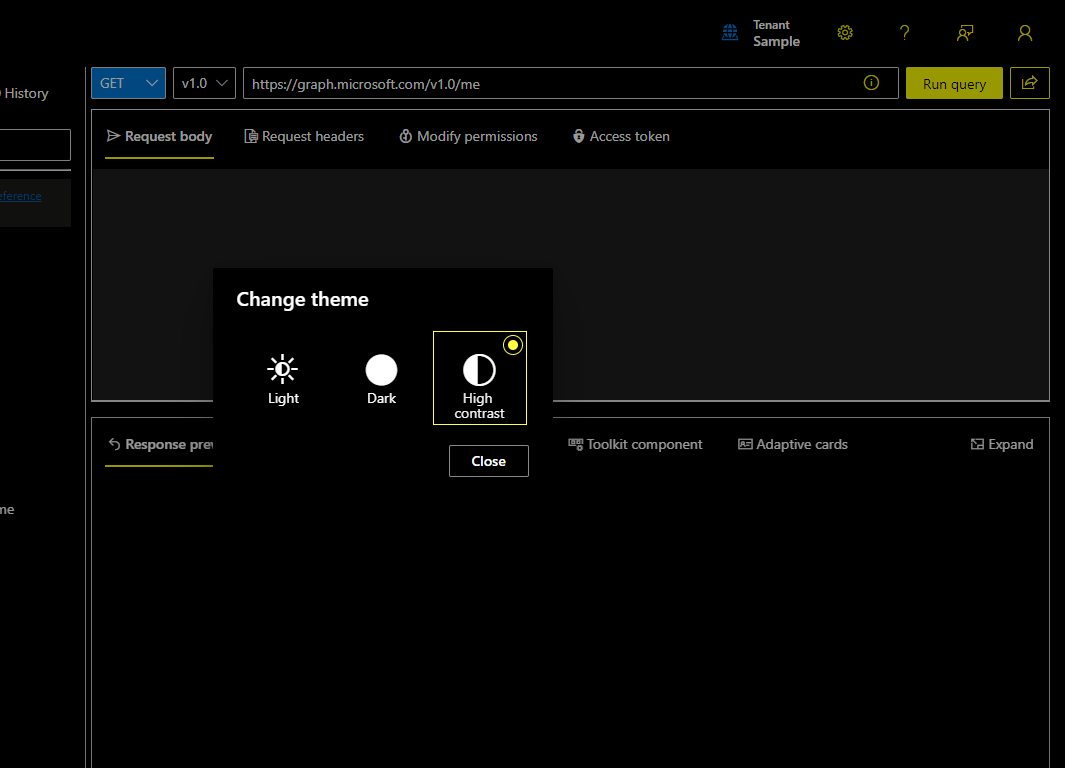 Tenant
Sample
History
GET
v1.0
https://graph.microsoft.com/v1.0/me
Run query
Request body
Request headers
Modify permissions
Access token
eference
Change theme
Light
Dark
High
contrast
Close
Response prev
Toolkit component
Adaptive cards
Expand
me